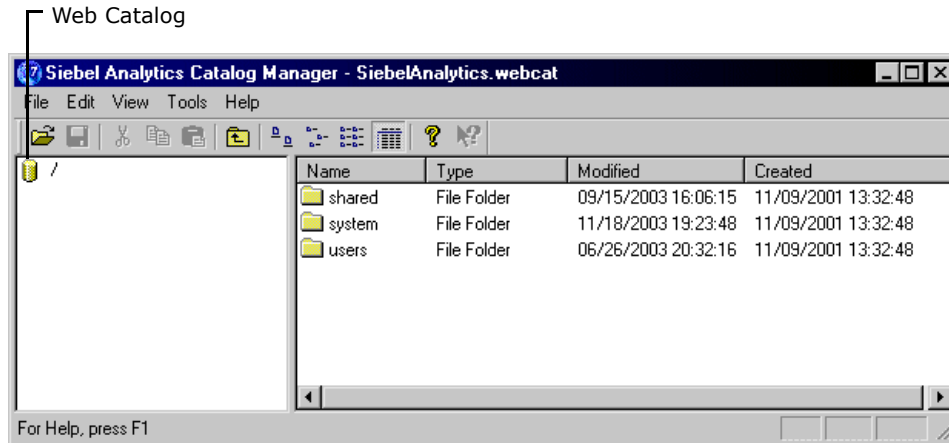 Web Catalog
Siebel Analytics Catalog Manager - SiebelAnalytics.webcat
File Edit View Tools Help
/ Name Type Modified Created
shared File Folder 09/15/2003 16:06:15 11/09/2001 13:32:48
system File Folder 11/18/2003 19:23:48 11/09/2001 13:32:48
users File Folder 06/26/2003 20:32:16 11/09/2001 13:32:48
For Help, press F1